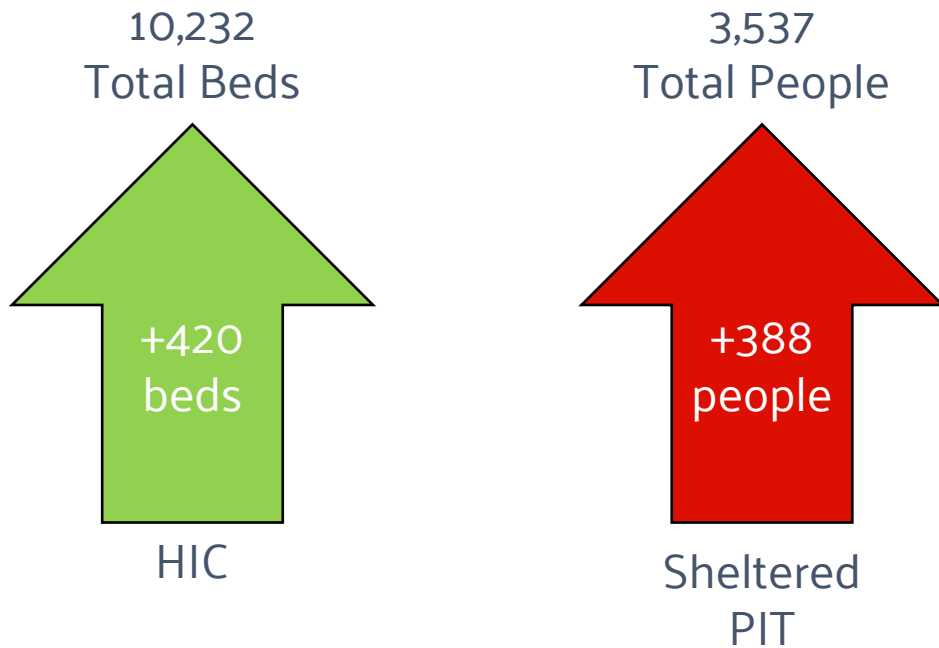 10,232
Total Beds
+420
beds
HIC
3,537
Total People
+388
people
Sheltered
PIT